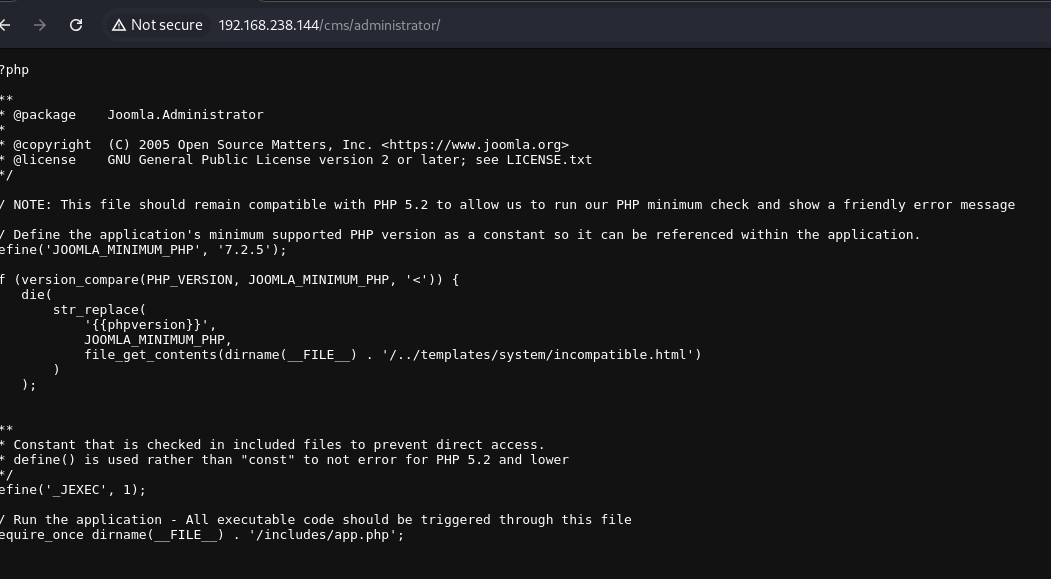 Not secure 192.168.238.144/cms/administrator/
?php
**
* @package    Joomla.Administrator
*
* @copyright  (C) 2005 Open Source Matters, Inc. <https://www.joomla.org>
* @license    GNU General Public License version 2 or later; see LICENSE.txt
*/
/ NOTE: This file should remain compatible with PHP 5.2 to allow us to run our PHP minimum check and show a friendly error message
/ Define the application's minimum supported PHP version as a constant so it can be referenced within the application.
efine('JOOMLA_MINIMUM_PHP', '7.2.5');
f (version_compare(PHP_VERSION, JOOMLA_MINIMUM_PHP, '<')) {
   die(
       str_replace(
           '{{phpversion}}',
           JOOMLA_MINIMUM_PHP,
           file_get_contents(dirname(__FILE__) . '/../templates/system/incompatible.html')
       )
   );
**
* Constant that is checked in included files to prevent direct access.
* define() is used rather than "const" to not error for PHP 5.2 and lower
*/
efine('_JEXEC', 1);
/ Run the application - All executable code should be triggered through this file
equire_once dirname(__FILE__) . '/includes/app.php';